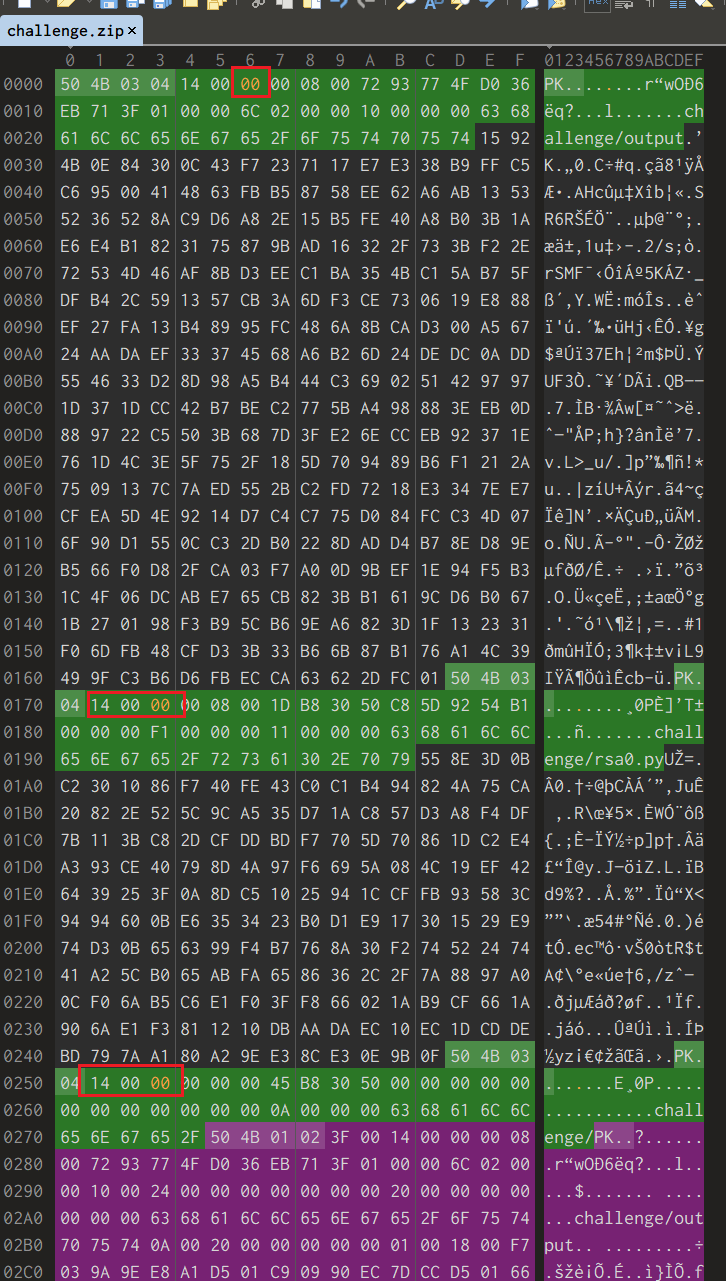 challenge.zip ×
0 1 2 3 4 5 6 7 8 9 A B C D E F 0123456789ABCDEF
0000 50 4B 03 04 14 00 00 00 08 00 72 93 77 4F D0 36 PK........r“wOÐ6
0010 EB 71 3F 01 00 00 6C 02 00 00 10 00 00 00 63 68 ëq?...l.......ch
0020 61 6C 6C 65 6E 67 65 2F 6F 75 74 70 75 74 15 92 allenge/output.’
0030 4B 0E 84 30 0C 43 F7 23 71 17 E7 E3 38 B9 FF C5 K.„0.C÷#q.çã8¹ÿÅ
0040 C6 95 00 41 48 63 FB B5 87 58 EE 62 A6 AB 13 53 Æ•.AHcûµ‡Xîb¦«.S
0050 52 36 52 8A C9 D6 A8 2E 15 B5 FE 40 A8 B0 3B 1A R6RŠÉÖ¨..µþ@¨°;.
0060 E6 E4 B1 82 31 75 87 9B AD 16 32 2F 73 3B F2 2E æä±‚1u‡›-.2/s;ò.
0070 72 53 4D 46 AF 8B D3 EE C1 BA 35 4B C1 5A B7 5F rSMF¯‹ÓîÁº5KÁZ·_
0080 DF B4 2C 59 13 57 CB 3A 6D F3 CE 73 06 19 E8 88 ß´,Y.WË:móÎs..èˆ
0090 EF 27 FA 13 B4 89 95 FC 48 6A 8B CA D3 00 A5 67 ï'ú.´‰•üHj‹ÊÓ.¥g
00A0 24 AA DA EF 33 37 45 68 A6 B2 6D 24 DE DC 0A DD $ªÚï37Eh¦²m$ÞÜ.Ý
00B0 55 46 33 D2 8D 98 A5 B4 44 C3 69 02 51 42 97 97 UF3Ò.˜¥´DÃi.QB——
00C0 1D 37 1D CC 42 B7 BE C2 77 5B A4 98 88 3E EB 0D .7.ÌB·¾Âw[¤˜ˆ>ë.
00D0 88 97 22 C5 50 3B 68 7D 3F E2 6E CC EB 92 37 1E ˆ—"ÅP;h}?ânÌë’7.
00E0 76 1D 4C 3E 5F 75 2F 18 5D 70 94 89 B6 F1 21 2A v.L>_u/.]p”‰¶ñ!*
00F0 75 09 13 7C 7A ED 55 2B C2 FD 72 18 E3 34 7E E7 u..|zíU+Âýr.ã4~ç
0100 CF EA 5D 4E 92 14 D7 C4 C7 75 D0 84 FC C3 4D 07 Ïê]N’.×ÄÇuÐ„üÃM.
0110 6F 90 D1 55 0C C3 2D B0 22 8D AD D4 B7 8E D8 9E o.ÑU.Ã-°".-Ô·ŽØž
0120 B5 66 F0 D8 2F CA 03 F7 A0 0D 9B EF 1E 94 F5 B3 µfðØ/Ê.÷ .›ï.”õ³
0130 1C 4F 06 DC AB E7 65 CB 82 3B B1 61 9C D6 B0 67 .O.Ü«çeË‚;±aœÖ°g
0140 1B 27 01 98 F3 B9 5C B6 9E A6 82 3D 1F 13 23 31 .'.˜ó¹\¶ž¦‚=..#1
0150 F0 6D FB 48 CF D3 3B 33 B6 6B 87 B1 76 A1 4C 39 ðmûHÏÓ;3¶k‡±v¡L9
0160 49 9F C3 B6 D6 FB EC CA 63 62 2D FC 01 50 4B 03 IŸÃ¶ÖûìÊcb-ü.PK.
0170 04 14 00 00 00 08 00 1D B8 30 50 C8 5D 92 54 B1 ........¸0PÈ]’T±
0180 00 00 00 F1 00 00 00 11 00 00 00 63 68 61 6C 6C ...ñ.......chall
0190 65 6E 67 65 2F 72 73 61 30 2E 70 79 55 8E 3D 0B enge/rsa0.pyUŽ=.
01A0 C2 30 10 86 F7 40 FE 43 C0 C1 B4 94 82 4A 75 CA Â0.†÷@þCÀÁ´”‚JuÊ
01B0 20 82 2E 52 5C 9C A5 35 D7 1A C8 57 D3 A8 F4 DF ‚.R\œ¥5×.ÈWÓ¨ôß
01C0 7B 11 3B C8 2D CF DD BD F7 70 5D 70 86 1D C2 E4 {.;È-ÏÝ½÷p]p†.Âä
01D0 A3 93 CE 40 79 8D 4A 97 F6 69 5A 08 4C 19 EF 42 £“Î@y.J—öiZ.L.ïB
01E0 64 39 25 3F 0A 8D C5 10 25 94 1C CF FB 93 58 3C d9%?..Å.%”.Ïû“X<
01F0 94 94 60 0B E6 35 34 23 B0 D1 E9 17 30 15 29 E9 ””`.æ54#°Ñé.0.)é
0200 74 D3 0B 65 63 99 F4 B7 76 8A 30 F2 74 52 24 74 tÓ.ec™ô·vŠ0òtR$t
0210 41 A2 5C B0 65 AB FA 65 86 36 2C 2F 7A 88 97 A0 A¢\°e«úe†6,/zˆ—
0220 0C F0 6A B5 C6 E1 F0 3F F8 66 02 1A B9 CF 66 1A .ðjµÆáð?øf..¹Ïf.
0230 90 6A E1 F3 81 12 10 DB AA DA EC 10 EC 1D CD DE .jáó...ÛªÚì.ì.ÍÞ
0240 BD 79 7A A1 80 A2 9E E3 8C E3 0E 9B 0F 50 4B 03 ½yz¡€¢žãŒã.›.PK.
0250 04 14 00 00 00 00 00 45 B8 30 50 00 00 00 00 00 .......E¸0P.....
0260 00 00 00 00 00 00 00 0A 00 00 00 63 68 61 6C 6C ...........chall
0270 65 6E 67 65 2F 50 4B 01 02 3F 00 14 00 00 00 08 enge/PK..?......
0280 00 72 93 77 4F D0 36 EB 71 3F 01 00 00 6C 02 00 .r“wOÐ6ëq?...l..
0290 00 10 00 24 00 00 00 00 00 00 00 20 00 00 00 00 ...$....... ....
02A0 00 00 00 63 68 61 6C 6C 65 6E 67 65 2F 6F 75 74 ...challenge/out
02B0 70 75 74 0A 00 20 00 00 00 00 00 01 00 18 00 F7 put.. .........÷
02C0 03 9A 9E E8 A1 D5 01 C9 09 90 EC 7D CC D5 01 66 .šžè¡Õ.É..ì}ÌÕ.f